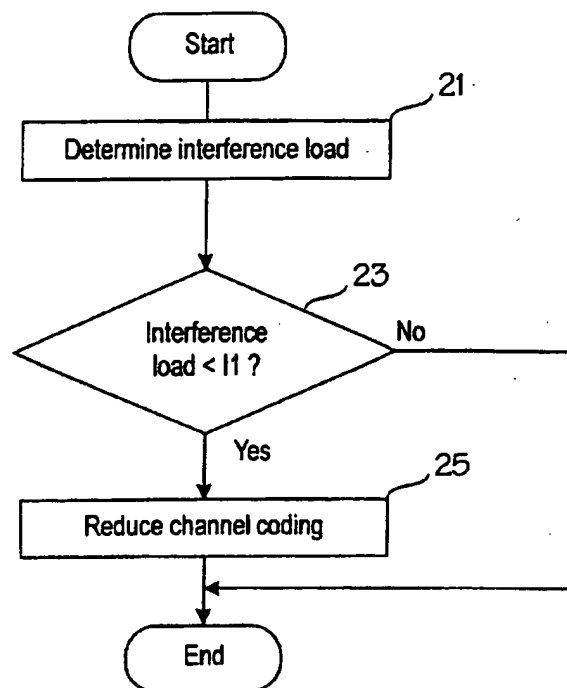 Start
21
Determine interference load
23
Interference
load < I1 ?
No
Yes
25
Reduce channel coding
End